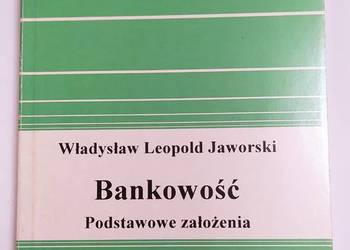 Władysław Leopold Jaworski
Bankowość
Podstawowe założenia